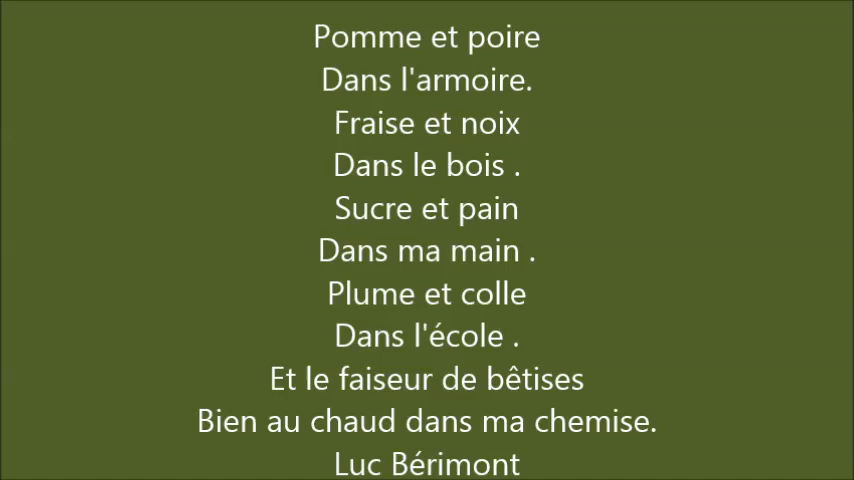 Pomme et poire
Dans l'armoire.
Fraise et noix
Dans le bois .
Sucre et pain
Dans ma main .
Plume et colle
Dans l'école .
Et le faiseur de bêtises
Bien au chaud dans ma chemise.
Luc Bérimont